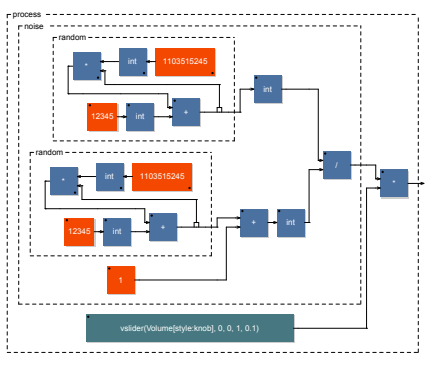 process
noise
random
*
int
1103515245
12345
int
+
int
random
*
int
1103515245
12345
int
+
+
int
/
*
1
vslider(Volume[style:knob], 0, 0, 1, 0.1)